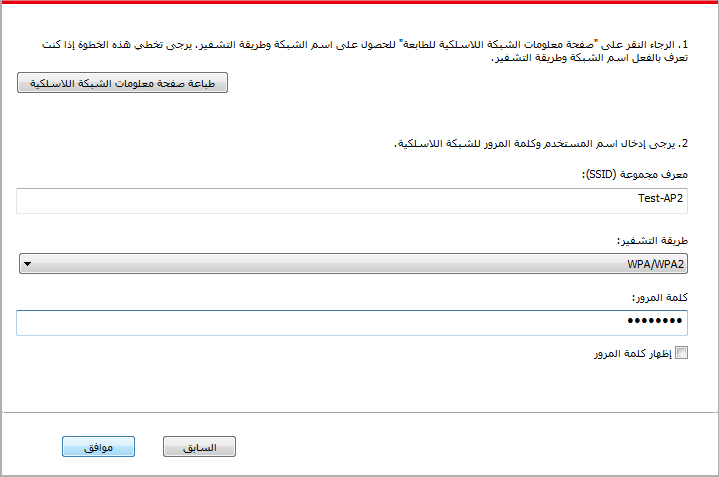 1. الرجاء النقر على "صفحة معلومات الشبكة اللاسلكية للطابعة" للحصول على اسم الشبكة وطريقة التشفير. يرجى تخطي هذه الخطوة إذا كنت
تعرف بالفعل اسم الشبكة وطريقة التشفير.
طباعة صفحة معلومات الشبكة اللاسلكية
2. يرجى إدخال اسم المستخدم وكلمة المرور للشبكة اللاسلكية.
معرف مجموعة (SSID):
Test-AP2
طريقة التشفير:
WPA/WPA2
كلمة المرور:
••••••••
إظهار كلمة المرور
السابق
موافق